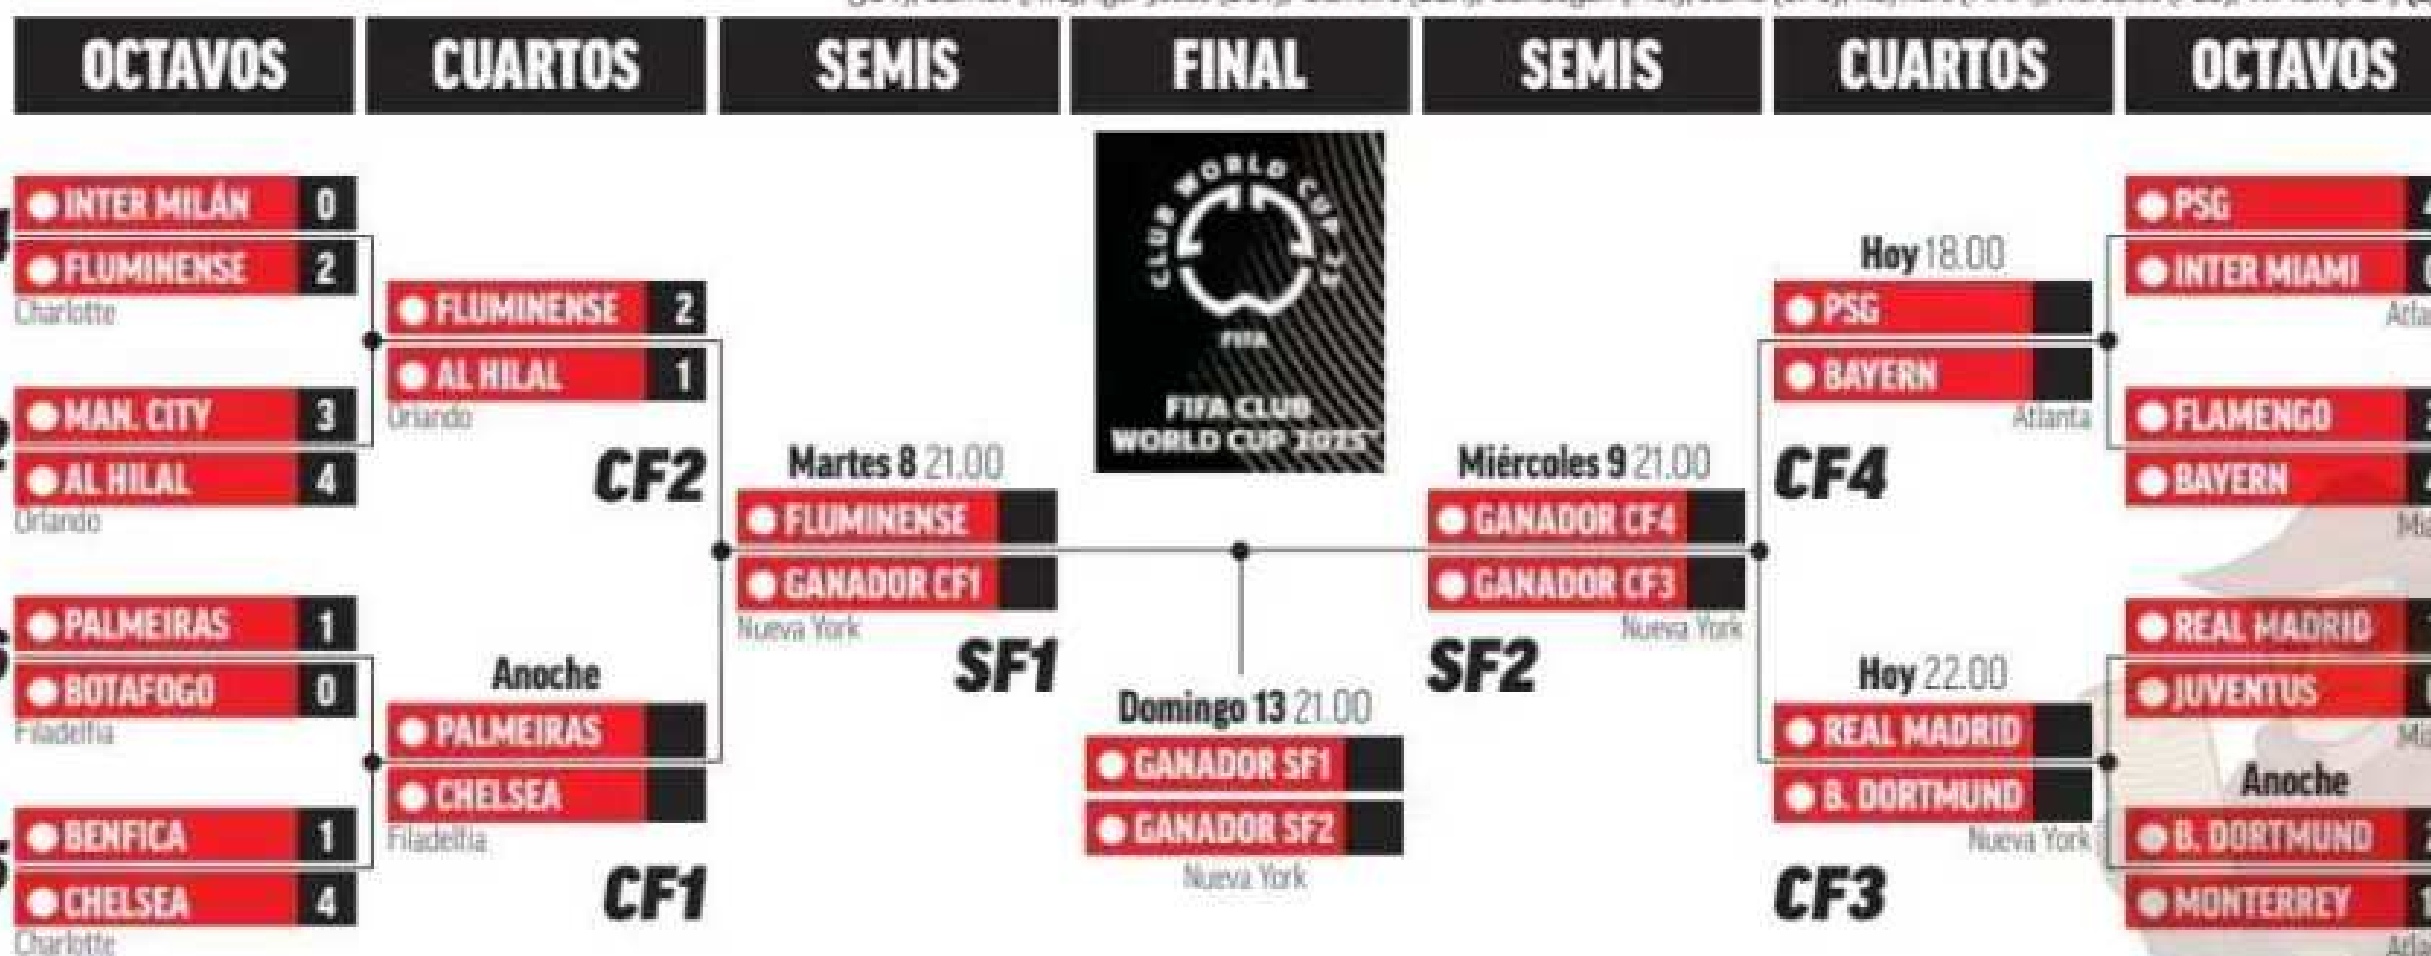 OCTAVOS
CUARTOS
SEMIS
FINAL
SEMIS
CUARTOS
OCTAVOS
INTER MILÁN 0
FLUMINENSE 2
Charlotte
MAN. CITY 3
AL HILAL 4
Orlando
PALMEIRAS 1
BOTAFOGO 0
Filadelfia
BENFICA 1
CHELSEA 4
Charlotte
FLUMINENSE 2
AL HILAL 1
Orlando
CF2
Anoche
PALMEIRAS
CHELSEA
Filadelfia
CF1
Martes 8 21.00
FLUMINENSE
GANADOR CF1
Nueva York
SF1
CLUB WORLD CUP 25
FIFA
FIFA CLUB
WORLD CUP 2025
Domingo 13 21.00
GANADOR SF1
GANADOR SF2
Nueva York
Miércoles 9 21.00
GANADOR CF4
GANADOR CF3
Nueva York
SF2
Hoy 18.00
PSG
BAYERN
Atlanta
CF4
Hoy 22.00
REAL MADRID
B. DORTMUND
Nueva York
CF3
PSG
INTER MIAMI
FLAMENGO
BAYERN
REAL MADRID
JUVENTUS
Anoche
B. DORTMUND
MONTERREY